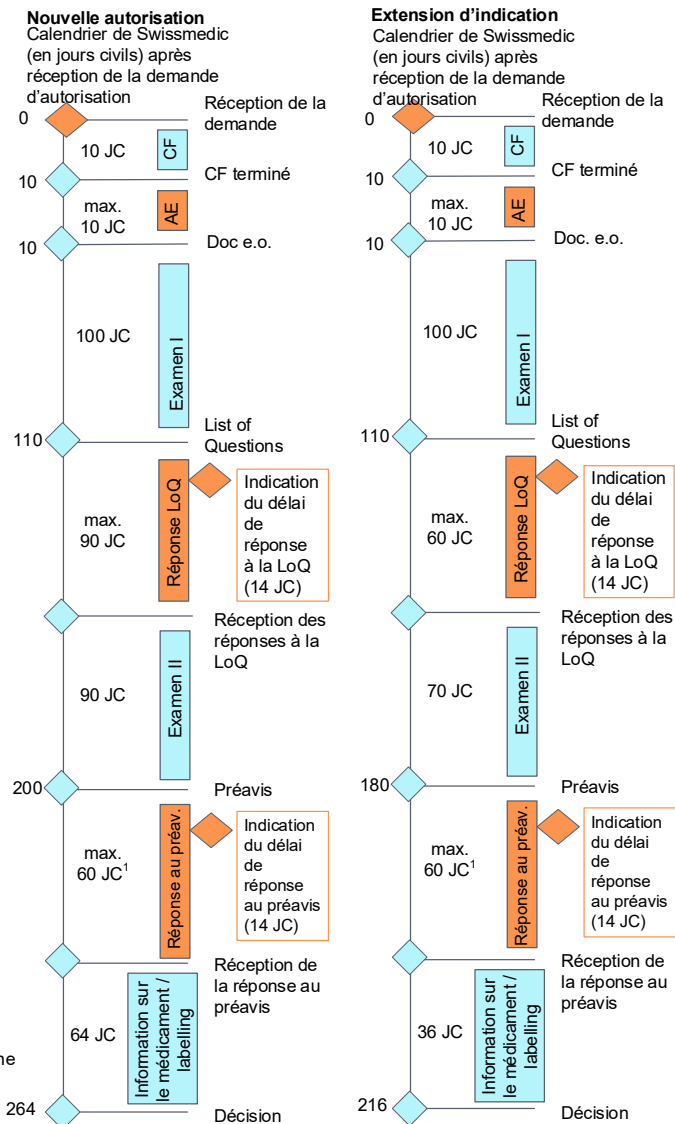 Nouvelle autorisation
Calendrier de Swissmedic
(en jours civils) après
réception de la demande
d'autorisation
0
Réception de la
demande
10 JC
CF
10
CF terminé
max.
10 JC
AE
10
Doc e.o.
100 JC
Examen I
110
List of
Questions
max.
90 JC
Réponse LoQ
Indication
du délai
de
réponse
à la LoQ
(14 JC)
Réception des
réponses à la
LoQ
90 JC
Examen II
200
Préavis
max.
60 JC1
Réponse au préav.
Indication
du délai
de
réponse
au préavis
(14 JC)
Réception de
la réponse au
préavis
64 JC
Information sur
le médicament /
labelling
ne
264
Décision
Extension d'indication
Calendrier de Swissmedic
(en jours civils) après
réception de la demande
d'autorisation
0
Réception de la
demande
10 JC
CF
10
CF terminé
max.
10 JC
AE
10
Doc. e.o.
100 JC
Examen I
110
List of
Questions
max.
60 JC
Réponse LoQ
Indication
du délai
de
réponse
à la LoQ
(14 JC)
Réception des
réponses à la
LoQ
70 JC
Examen II
180
Préavis
max.
60 JC1
Réponse au préav.
Indication
du délai
de
réponse
au préavis
(14 JC)
Réception de
la réponse au
préavis
36 JC
Information sur
le médicament /
labelling
216
Décision